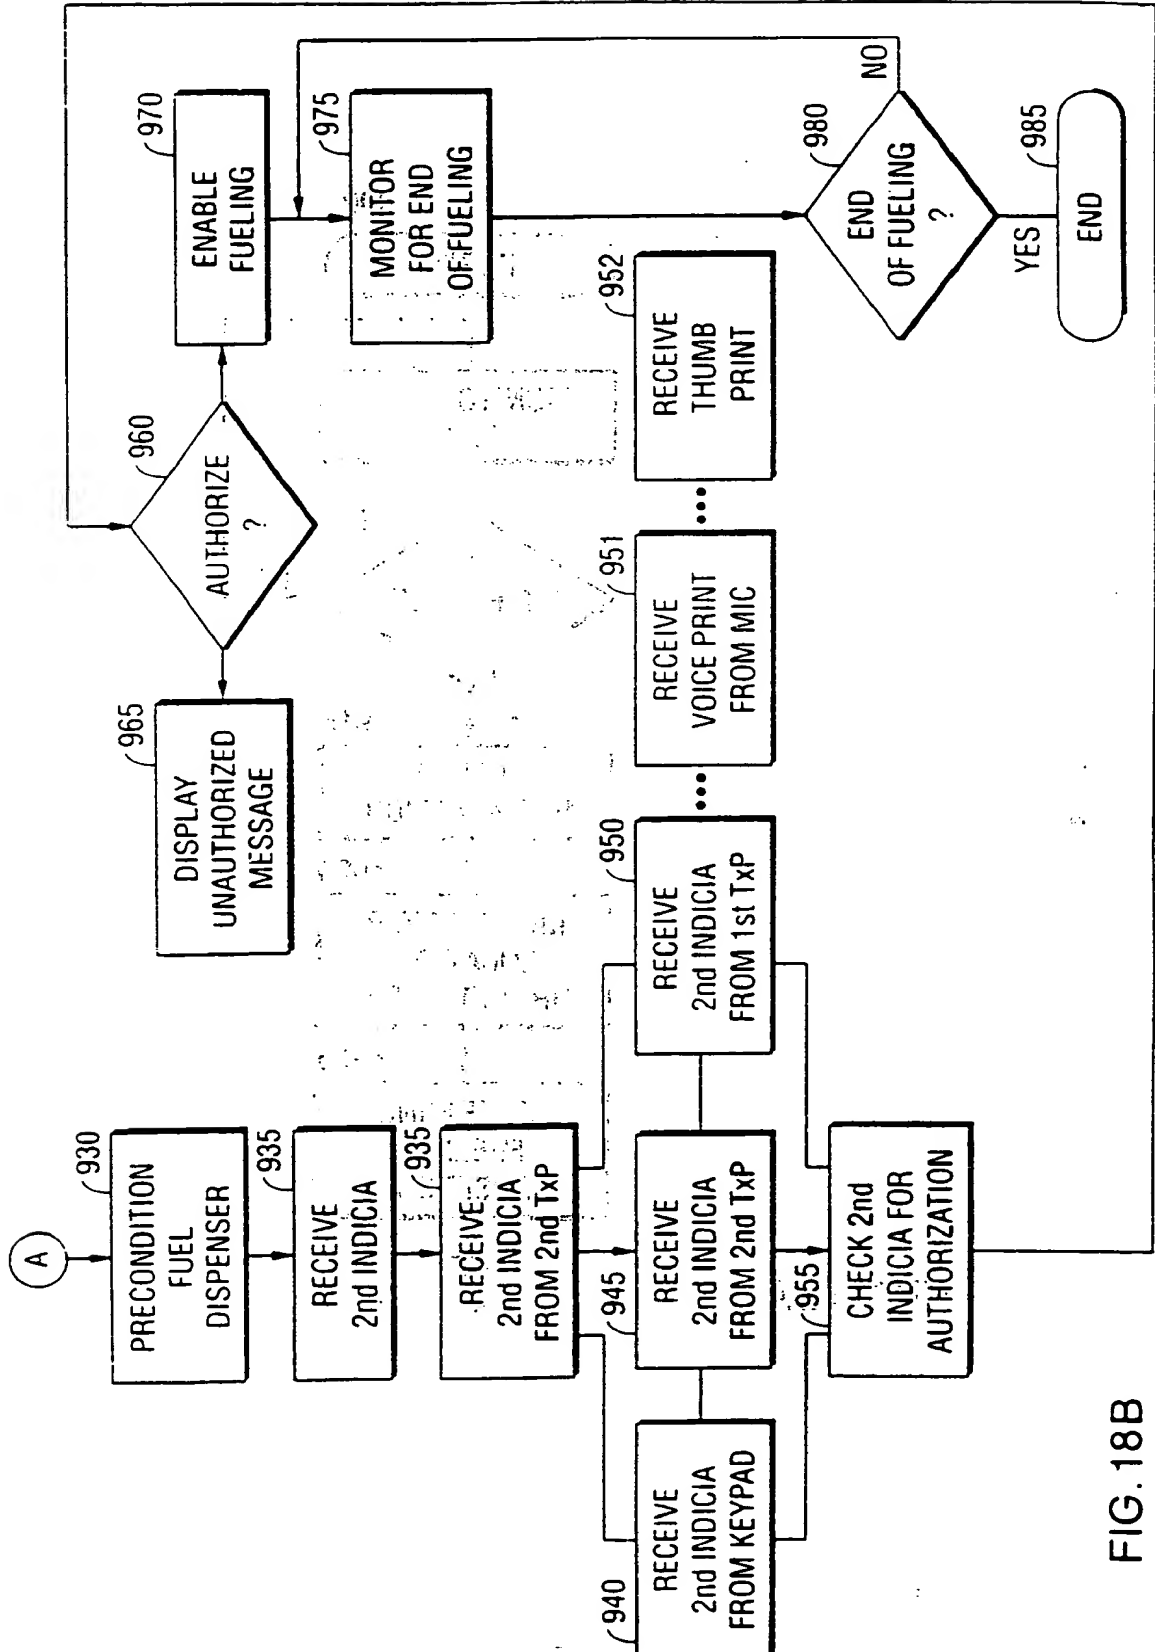 A
930
PRECONDITION
FUEL
DISPENSER
935
RECEIVE
2nd INDICIA
935
RECEIVE
2nd INDICIA
FROM 2nd TxP
940
RECEIVE
2nd INDICIA
FROM KEYPAD
945
RECEIVE
2nd INDICIA
FROM 2nd TxP
950
RECEIVE
2nd INDICIA
FROM 1st TxP
951
RECEIVE
VOICE PRINT
FROM MIC
952
RECEIVE
THUMB
PRINT
955
CHECK 2nd
INDICIA FOR
AUTHORIZATION
960
AUTHORIZE
?
965
DISPLAY
UNAUTHORIZED
MESSAGE
970
ENABLE
FUELING
975
MONITOR
FOR END
OF FUELING
980
END
OF FUELING
?
NO
YES
985
END
FIG. 18B